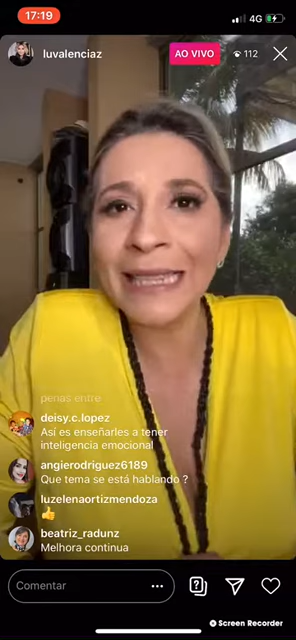 17:19
4G
luvalenciaz
AO VIVO
112
penas entre
deisy.c.lopez
Así es enseñarles a tener
inteligencia emocional
angierodriguez6189
Que tema se está hablando ?
luzelenaortizmendoza
👍
beatriz_radunz
Melhora continua
Comentar
Screen Recorder